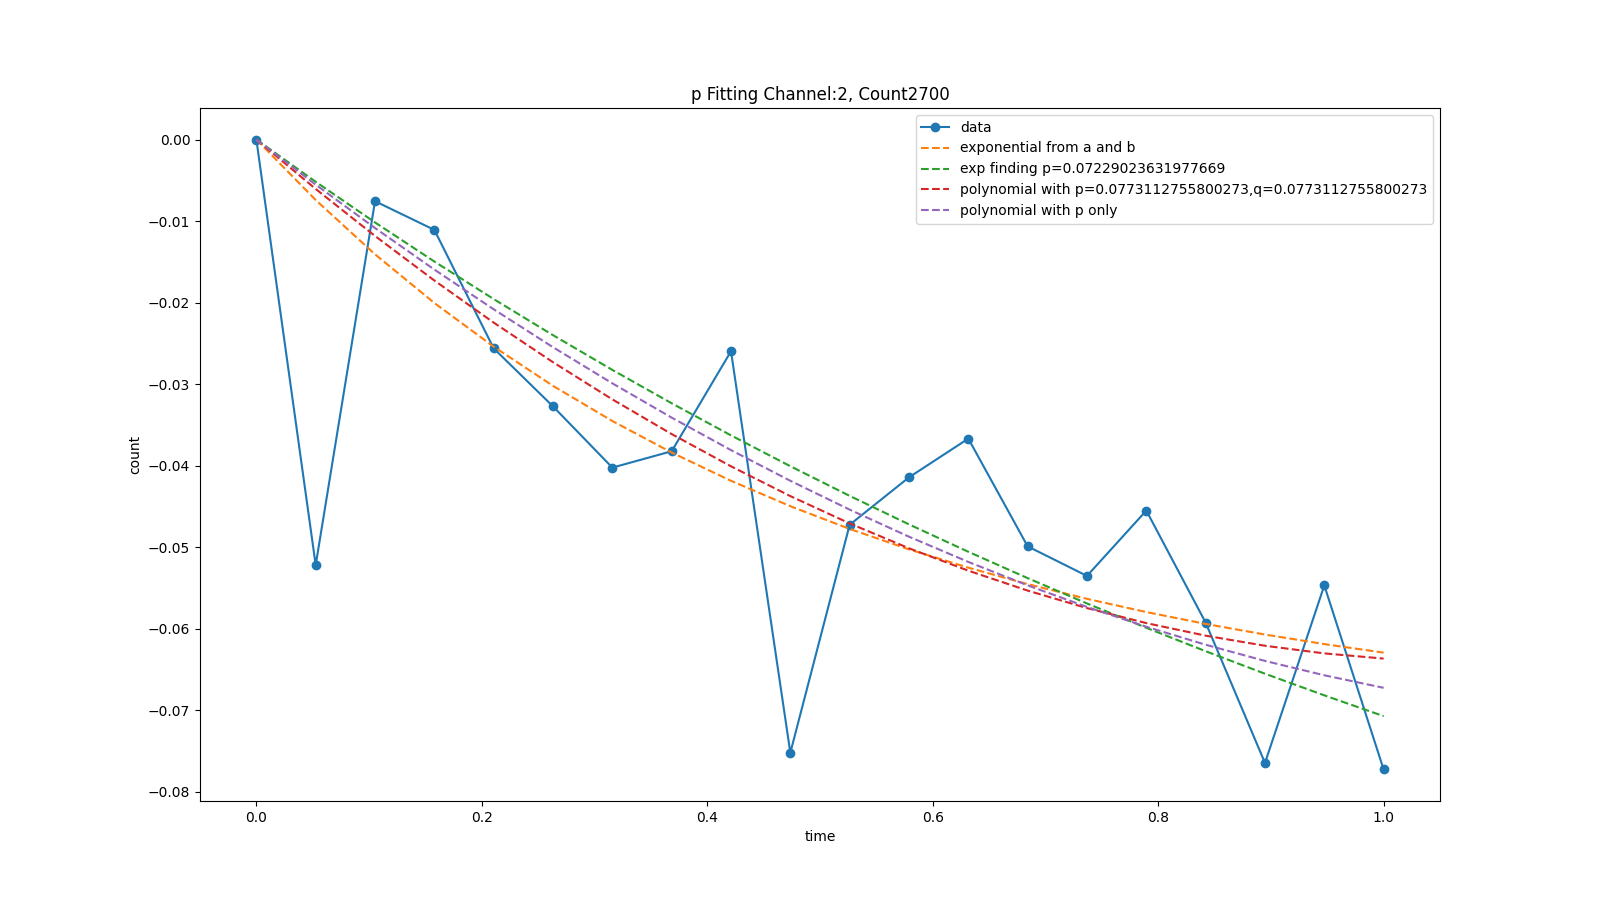 p Fitting Channel:2, Count2700
data
exponential from a and b
exp finding p=0.07229023631977669
polynomial with p=0.0773112755800273,q=0.0773112755800273
polynomial with p only
0.00
−0.01
−0.02
−0.03
−0.04
−0.05
−0.06
−0.07
−0.08
count
0.0 0.2 0.4 0.6 0.8 1.0
time